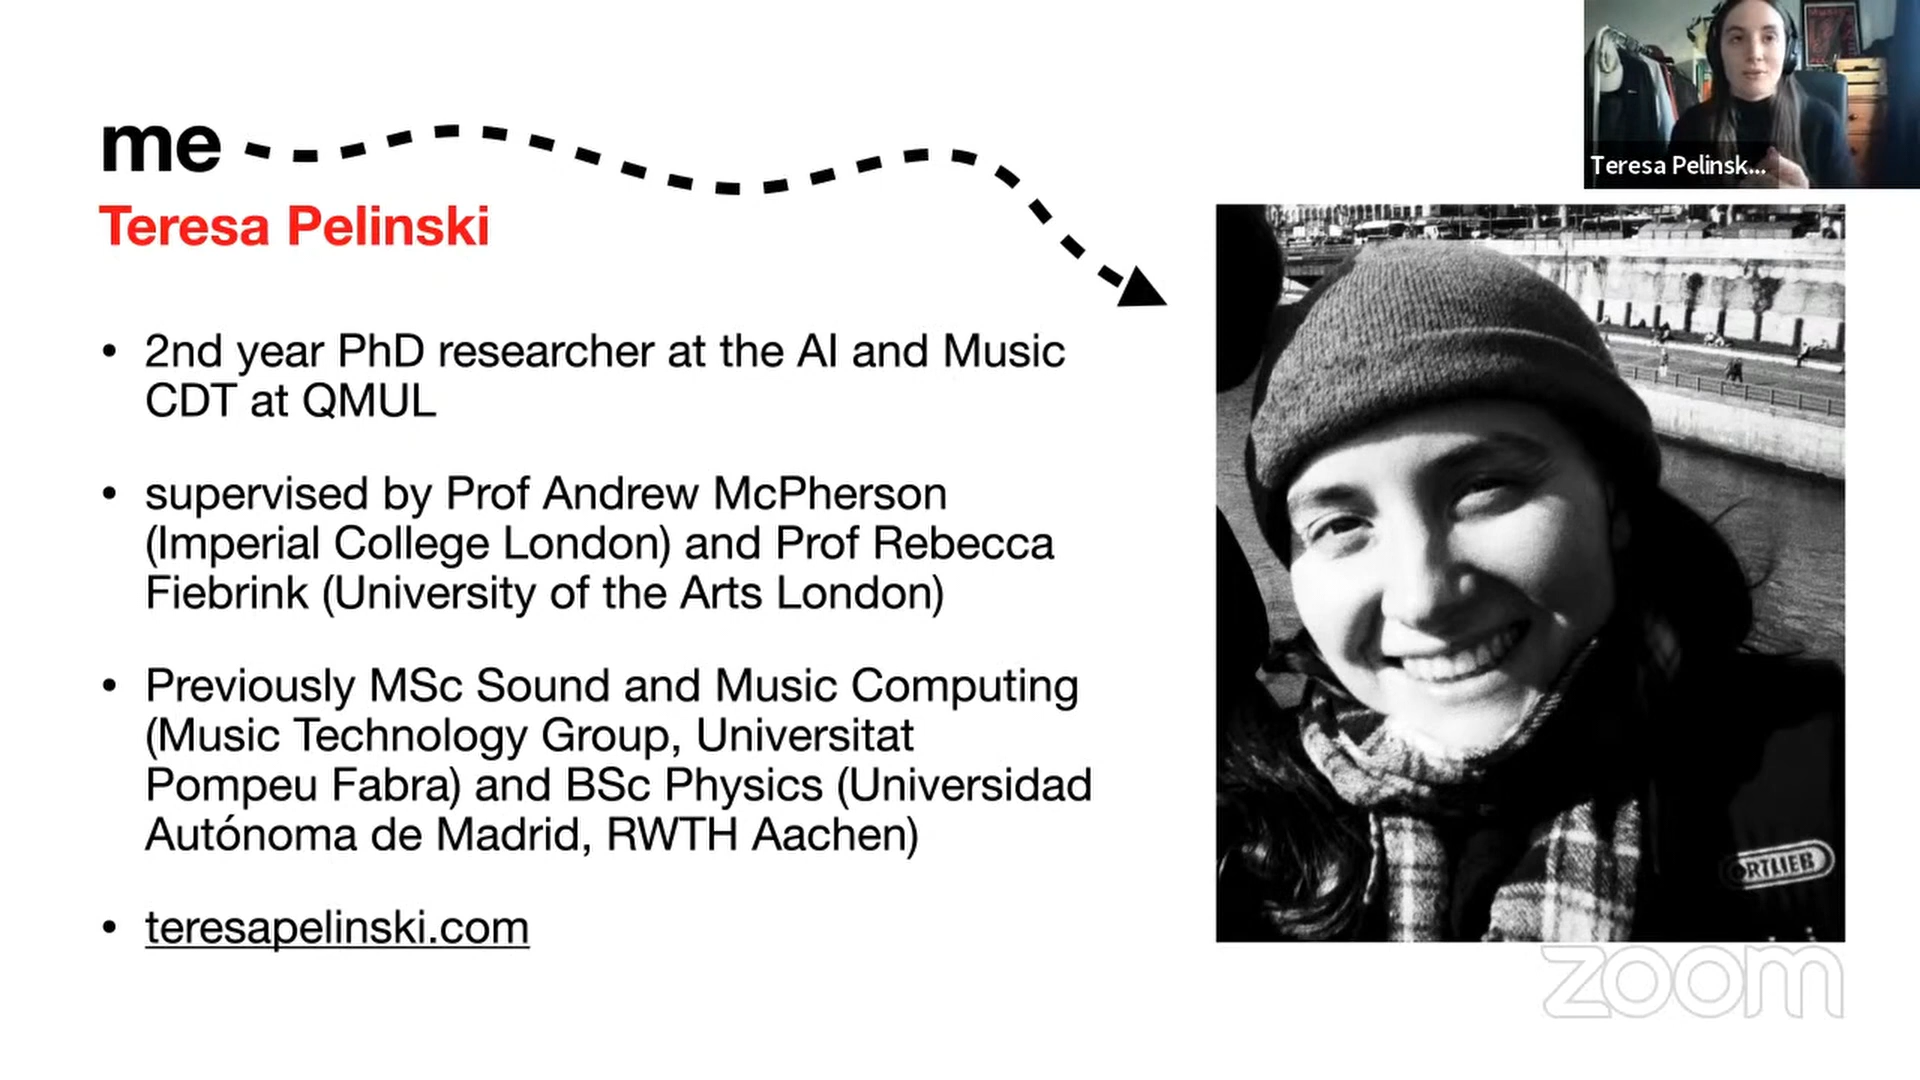 me
Teresa Pelinski
• 2nd year PhD researcher at the AI and Music
CDT at QMUL
• supervised by Prof Andrew McPherson
(Imperial College London) and Prof Rebecca
Fiebrink (University of the Arts London)
• Previously MSc Sound and Music Computing
(Music Technology Group, Universitat
Pompeu Fabra) and BSc Physics (Universidad
Autónoma de Madrid, RWTH Aachen)
• teresapelinski.com
Teresa Pelinsk...
ORTLIEB
zoom